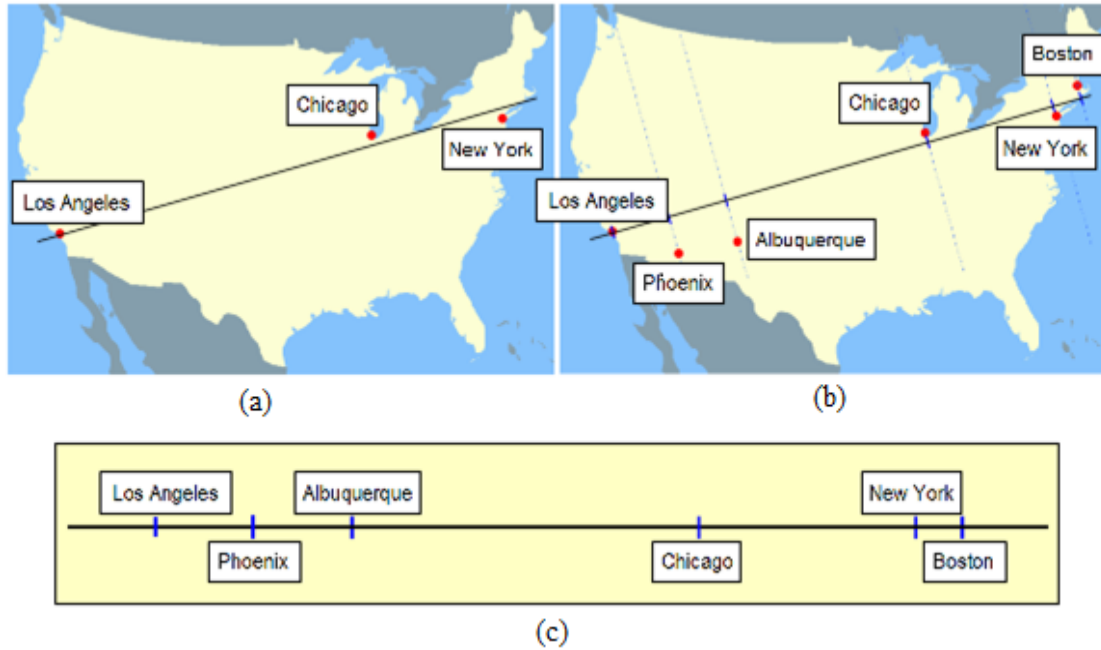 Chicago
New York
Los Angeles
(a)
Boston
Chicago
New York
Los Angeles
Albuquerque
Phoenix
(b)
Los Angeles
Albuquerque
New York
Phoenix
Chicago
Boston
(c)